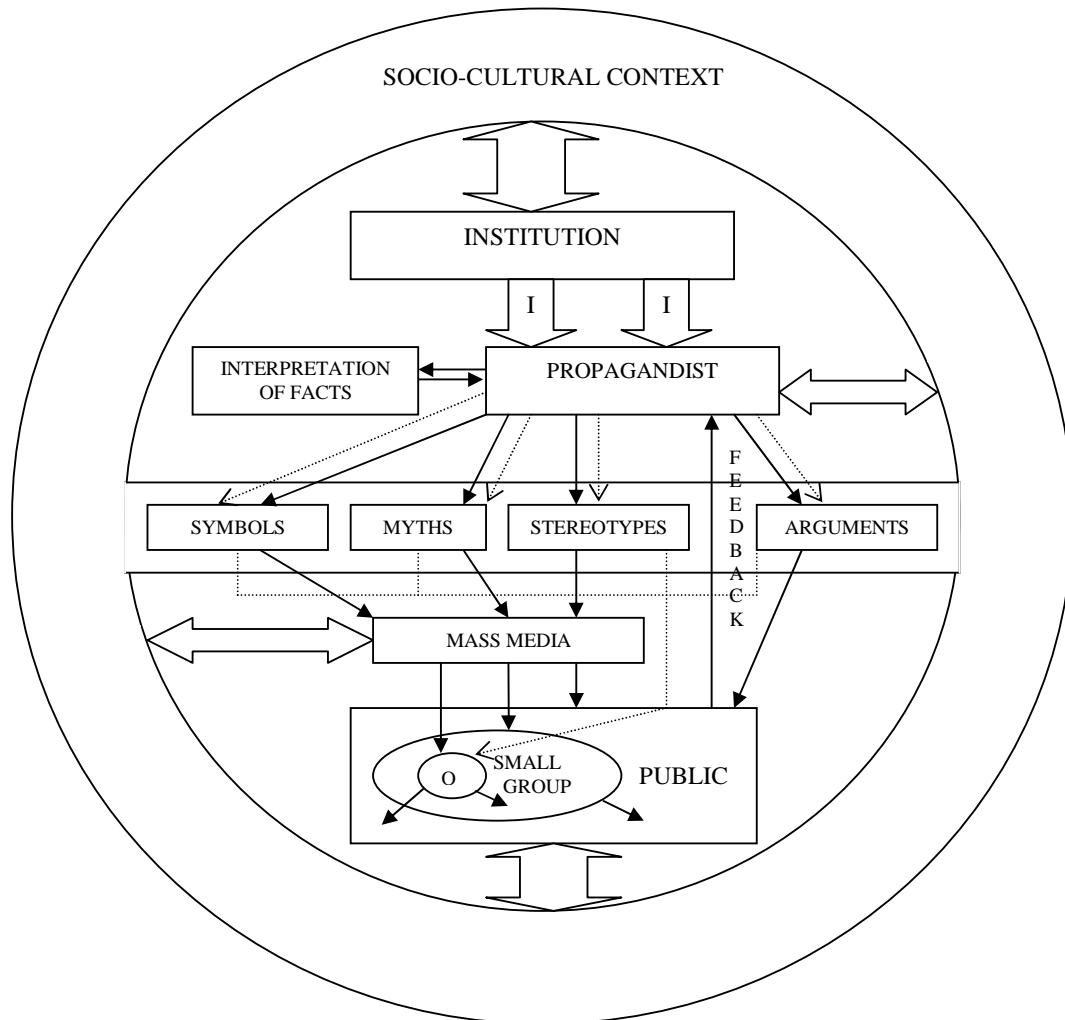 SOCIO-CULTURAL CONTEXT
INSTITUTION
I I
INTERPRETATION
OF FACTS
PROPAGANDIST
F
E
E
D
B
A
C
K
SYMBOLS MYTHS STEREOTYPES ARGUMENTS
MASS MEDIA
O
SMALL
GROUP
PUBLIC